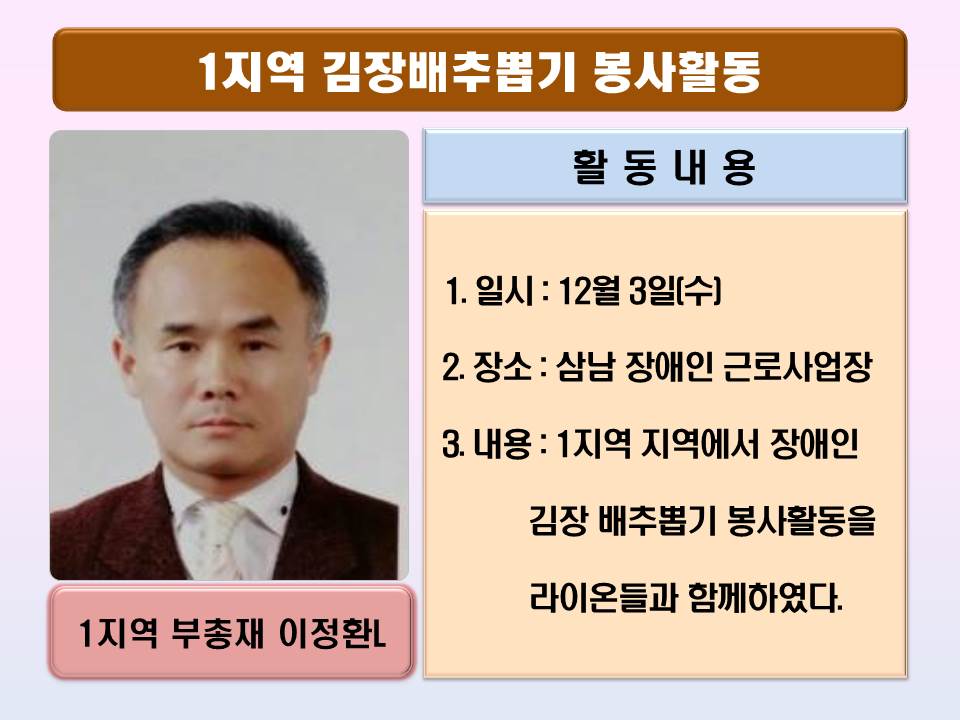 1지역 김장배추뽑기 봉사활동
활 동 내 용
1. 일시 : 12월 3일(수)
2. 장소 : 삼남 장애인 근로사업장
3. 내용 : 1지역 지역에서 장애인
김장 배추뽑기 봉사활동을
라이온들과 함께하였다.
1지역 부총재 이정환L